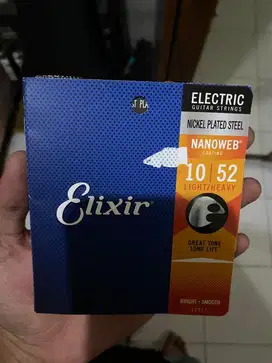 ELECTRIC
GUITAR STRINGS
NICKEL PLATED STEEL
NANOWEB®
COATING
10 52
LIGHT/HEAVY
Elixir
GREAT TONE
LONG LIFE
BRIGHT • SMOOTH